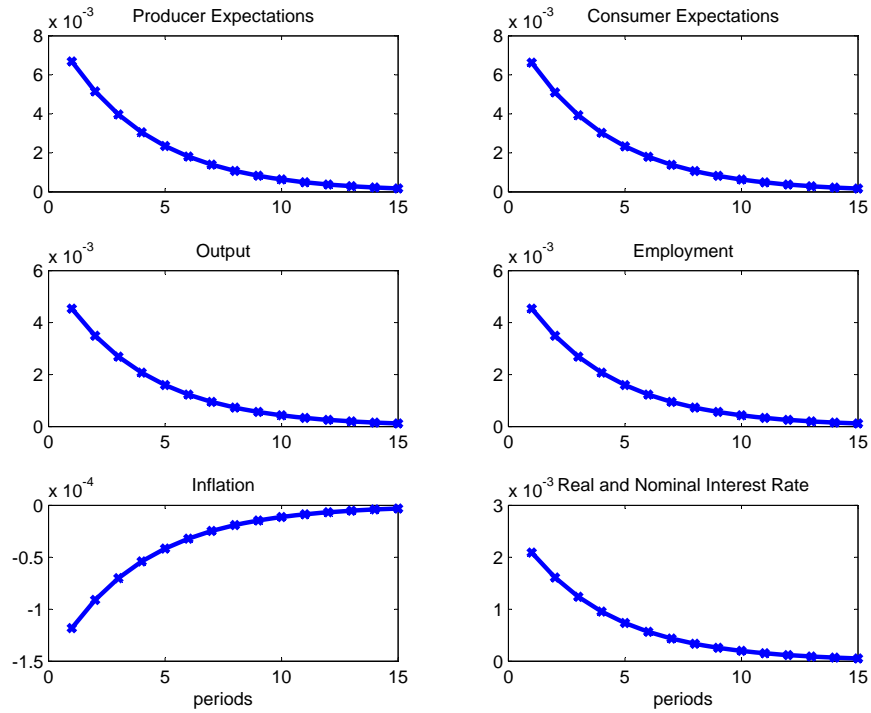 Producer Expectations
x 10^-3
8
6
4
2
0
0 5 10 15
Consumer Expectations
x 10^-3
8
6
4
2
0
0 5 10 15
Output
x 10^-3
6
4
2
0
0 5 10 15
Employment
x 10^-3
6
4
2
0
0 5 10 15
Inflation
x 10^-4
0
-0.5
-1
-1.5
0 5 10 15
periods
Real and Nominal Interest Rate
x 10^-3
3
2
1
0
0 5 10 15
periods